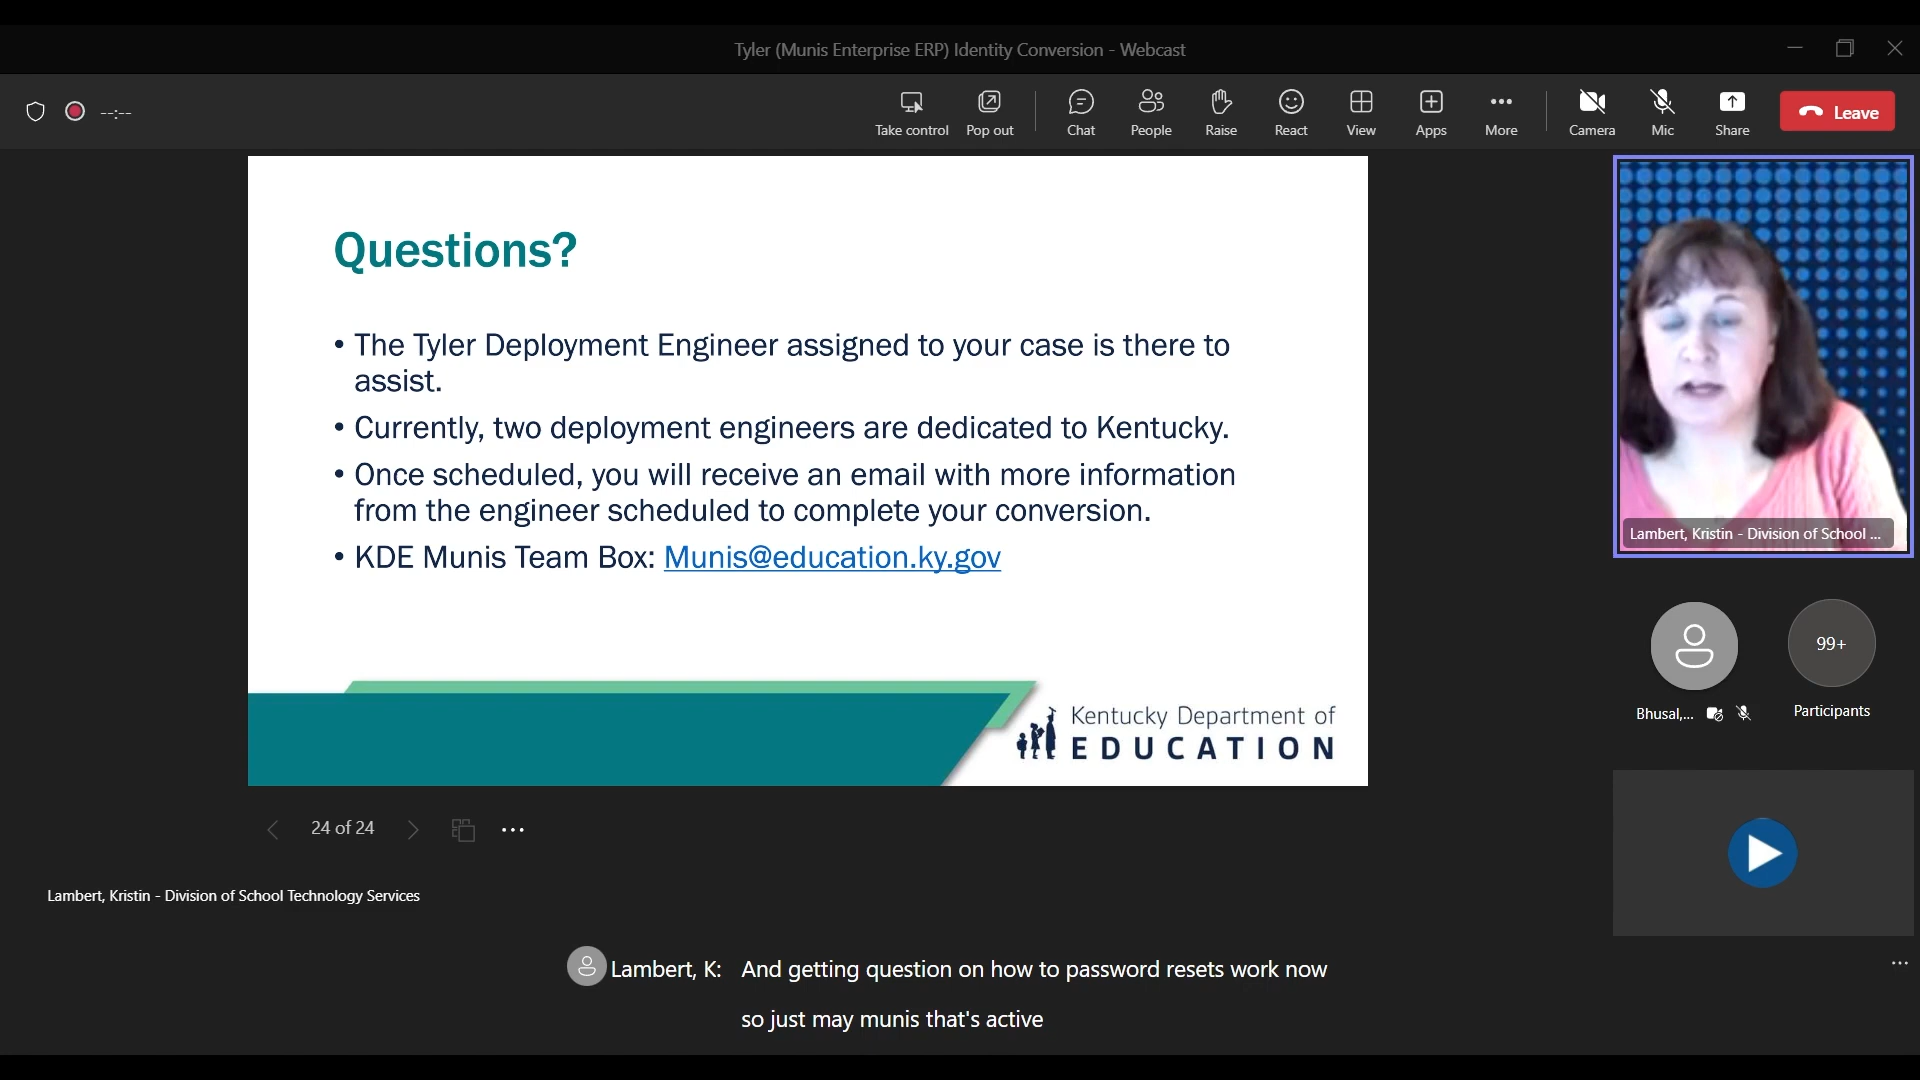 Tyler (Munis Enterprise ERP) Identity Conversion - Webcast
--:--
Take control
Pop out
Chat
People
Raise
React
View
Apps
More
Camera
Mic
Share
Leave
Questions?
• The Tyler Deployment Engineer assigned to your case is there to
assist.
• Currently, two deployment engineers are dedicated to Kentucky.
• Once scheduled, you will receive an email with more information
from the engineer scheduled to complete your conversion.
• KDE Munis Team Box: Munis@education.ky.gov
Kentucky Department of
EDUCATION
Lambert, Kristin - Division of School ...
99+
Bhusal,...
Participants
24 of 24
Lambert, Kristin - Division of School Technology Services
Lambert, K: And getting question on how to password resets work now
so just may munis that's active